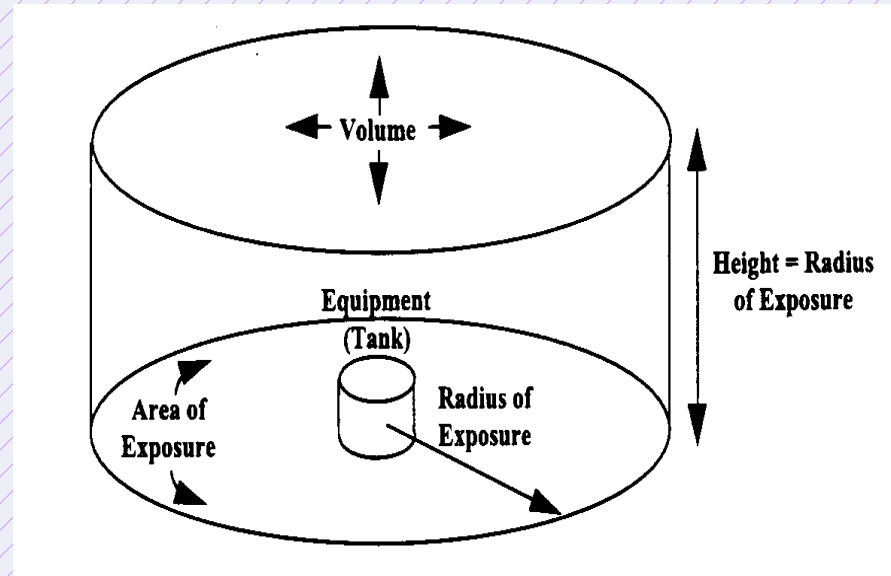 Volume
Height = Radius
of Exposure
Equipment
(Tank)
Radius of
Exposure
Area of
Exposure